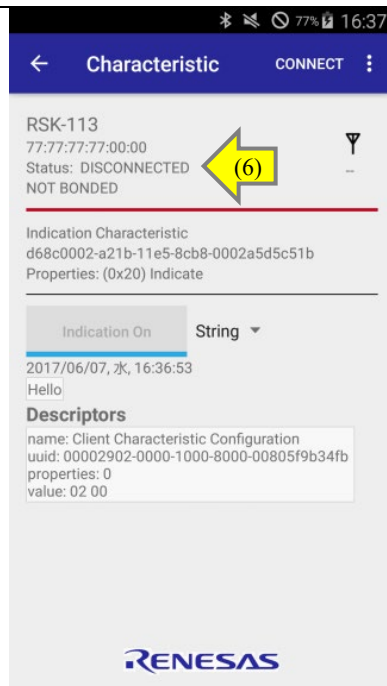 77% 16:37
← Characteristic CONNECT
RSK-113
77:77:77:77:00:00
Status: DISCONNECTED
(6)
NOT BONDED
--
Indication Characteristic
d68c0002-a21b-11e5-8cb8-0002a5d5c51b
Properties: (0x20) Indicate
Indication On String
2017/06/07, 水, 16:36:53
Hello
Descriptors
name: Client Characteristic Configuration
uuid: 00002902-0000-1000-8000-00805f9b34fb
properties: 0
value: 02 00
RENESAS